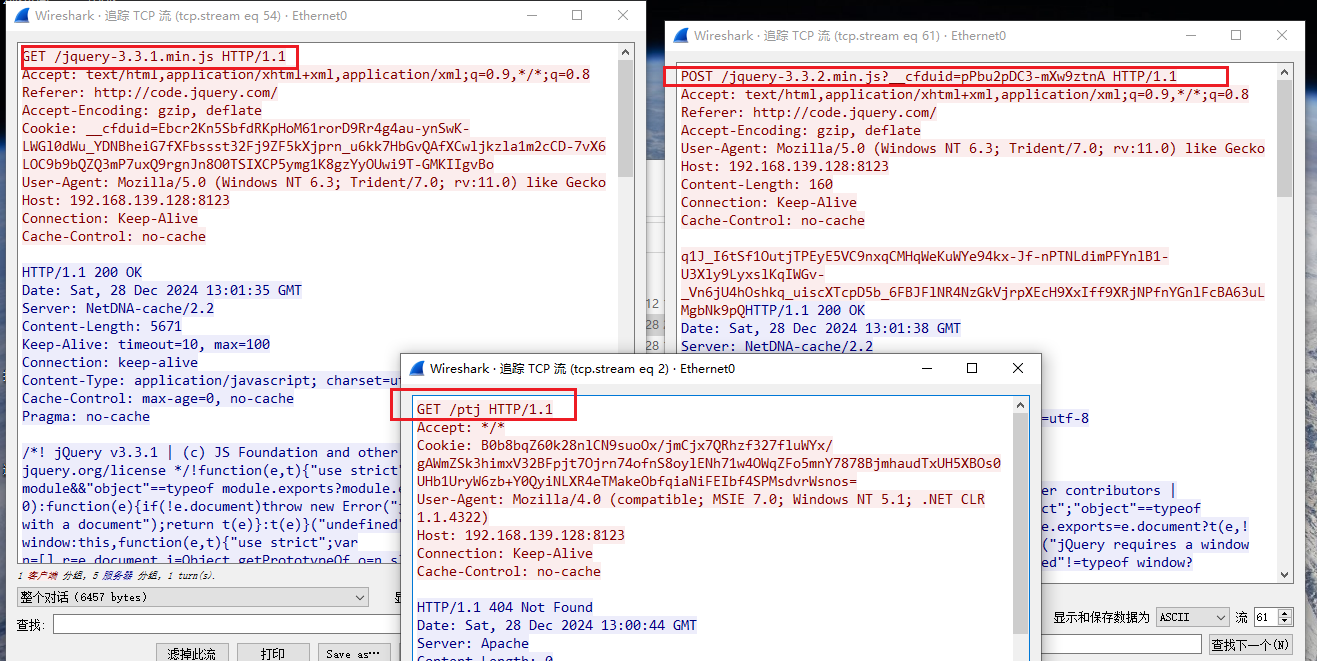 Wireshark · 追踪 TCP 流 (tcp.stream eq 54) · Ethernet0
GET /jquery-3.3.1.min.js HTTP/1.1
Accept: text/html,application/xhtml+xml,application/xml;q=0.9,*/*;q=0.8
Referer: http://code.jquery.com/
Accept-Encoding: gzip, deflate
Cookie: __cfduid=Ebcr2Kn5SbfdRKpHoM61rorD9Rr4g4au-ynSwK-
LWGl0dWu_YDNBheiG7fXFbssst32Fj9ZF5kXjprn_u6kk7HbGvQAfXCwljkzla1m2cCD-7vX6
LOC9b9bQZQ3mP7uxQ9rgnJn8O0TSIXCP5ymg1K8gzYyOUwi9T-GMKIIgvBo
User-Agent: Mozilla/5.0 (Windows NT 6.3; Trident/7.0; rv:11.0) like Gecko
Host: 192.168.139.128:8123
Connection: Keep-Alive
Cache-Control: no-cache
HTTP/1.1 200 OK
Date: Sat, 28 Dec 2024 13:01:35 GMT
Server: NetDNA-cache/2.2
Content-Length: 5671
Keep-Alive: timeout=10, max=100
Connection: keep-alive
Content-Type: application/javascript; charset=ut
Cache-Control: max-age=0, no-cache
Pragma: no-cache
/*! jQuery v3.3.1 | (c) JS Foundation and other
jquery.org/license */!function(e,t){"use strict"
module&&"object"==typeof module.exports?module.e
0):function(e){if(!e.document)throw new Error("
with a document");return t(e)}:t(e)}("undefined"
window:this,function(e,t){"use strict";var
n=[],r=e.document,i=Object.getPrototypeOf,o=n.s
1 客户端 分组, 5 服务器 分组, 1 turn(s).
整个对话 (6457 bytes)
查找:
滤掉此流
打印
Save as…
Wireshark · 追踪 TCP 流 (tcp.stream eq 61) · Ethernet0
POST /jquery-3.3.2.min.js?__cfduid=pPbu2pDC3-mXw9ztnA HTTP/1.1
Accept: text/html,application/xhtml+xml,application/xml;q=0.9,*/*;q=0.8
Referer: http://code.jquery.com/
Accept-Encoding: gzip, deflate
User-Agent: Mozilla/5.0 (Windows NT 6.3; Trident/7.0; rv:11.0) like Gecko
Host: 192.168.139.128:8123
Content-Length: 160
Connection: Keep-Alive
Cache-Control: no-cache
q1J_I6tSf1OutjTPEyE5VC9nxqCMHqWeKuWYe94kx-Jf-nPTNLdimPFYnlB1-
U3Xly9LyxslKqIWGv-
_Vn6jU4hOshkq_uiscXTcpD5b_6FBJFlNR4NzGkVjrpXEcH9XxIff9XRjNPfnYGnlFcBA63uL
MgbNk9pQHTTP/1.1 200 OK
Date: Sat, 28 Dec 2024 13:01:38 GMT
Server: NetDNA-cache/2.2
=utf-8
er contributors |
ct";"object"==typeof
e.exports=e.document?t(e,!
("jQuery requires a window
ed"!=typeof window?
显示和保存数据为
ASCII
流
61
查找下一个(N)
Wireshark · 追踪 TCP 流 (tcp.stream eq 2) · Ethernet0
GET /ptj HTTP/1.1
Accept: */*
Cookie: B0b8bqZ60k28nlCN9suoOx/jmCjx7QRhzf327fluWYx/
gAWmZSk3himxV32BFpjt7Ojrn74ofnS8oylENh71w4OWqZFo5mnY7878BjmhaudTxUH5XBOs0
UHb1UryW6zb+Y0QyiNLXR4eTMakeObfqiaNiFEIbf4SPMsdvrWsnos=
User-Agent: Mozilla/4.0 (compatible; MSIE 7.0; Windows NT 5.1; .NET CLR
1.1.4322)
Host: 192.168.139.128:8123
Connection: Keep-Alive
Cache-Control: no-cache
HTTP/1.1 404 Not Found
Date: Sat, 28 Dec 2024 13:00:44 GMT
Server: Apache
Content-Length: 0